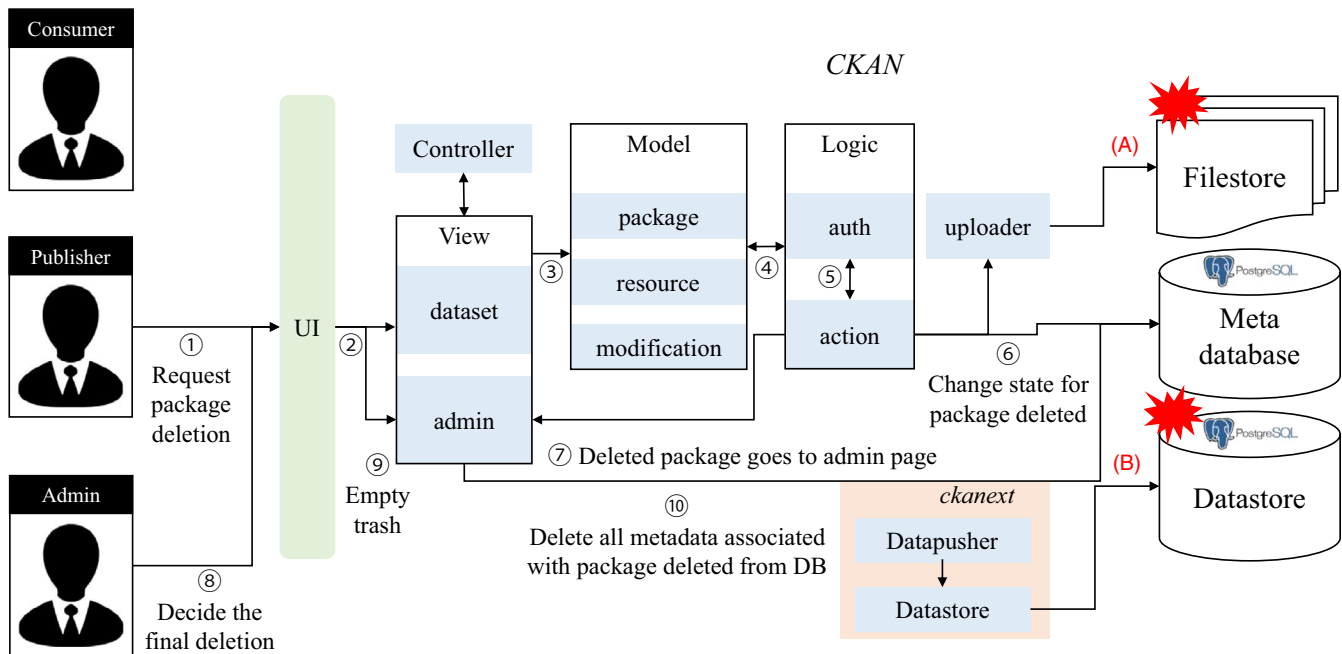 Consumer
CKAN
Controller
Model
Logic
(A)
Filestore
package
auth
uploader
View
Publisher
③
④
⑤
PostgreSQL
resource
dataset
UI
②
Meta
database
①
modification
action
⑥
Request
package
deletion
Change state for
package deleted
admin
PostgreSQL
⑦ Deleted package goes to admin page
(B)
⑨
Empty
trash
Admin
⑩
ckanext
Datastore
Delete all metadata associated
with package deleted from DB
Datapusher
⑧
Decide the
final deletion
Datastore